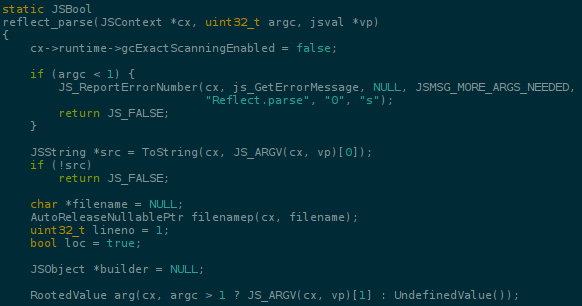 static JSBool
reflect_parse(JSContext *cx, uint32_t argc, jsval *vp)
{
    cx->runtime->gcExactScanningEnabled = false;

    if (argc < 1) {
        JS_ReportErrorNumber(cx, js_GetErrorMessage, NULL, JSMSG_MORE_ARGS_NEEDED,
                             "Reflect.parse", "0", "s");
        return JS_FALSE;
    }

    JSString *src = ToString(cx, JS_ARGV(cx, vp)[0]);
    if (!src)
        return JS_FALSE;

    char *filename = NULL;
    AutoReleaseNullablePtr filenamep(cx, filename);
    uint32_t lineno = 1;
    bool loc = true;

    JSObject *builder = NULL;

    RootedValue arg(cx, argc > 1 ? JS_ARGV(cx, vp)[1] : UndefinedValue());